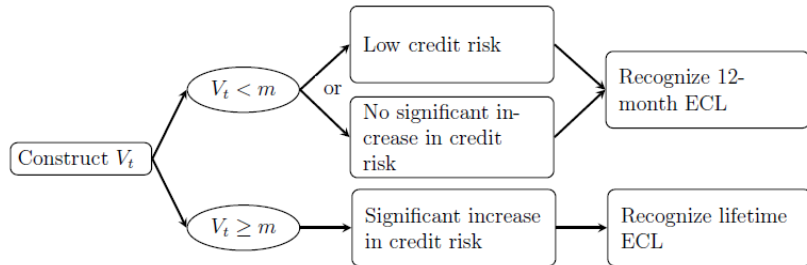 Construct V_t
V_t < m
or
Low credit risk
No significant in-
crease in credit
risk
Recognize 12-
month ECL
V_t ≥ m
Significant increase
in credit risk
Recognize lifetime
ECL